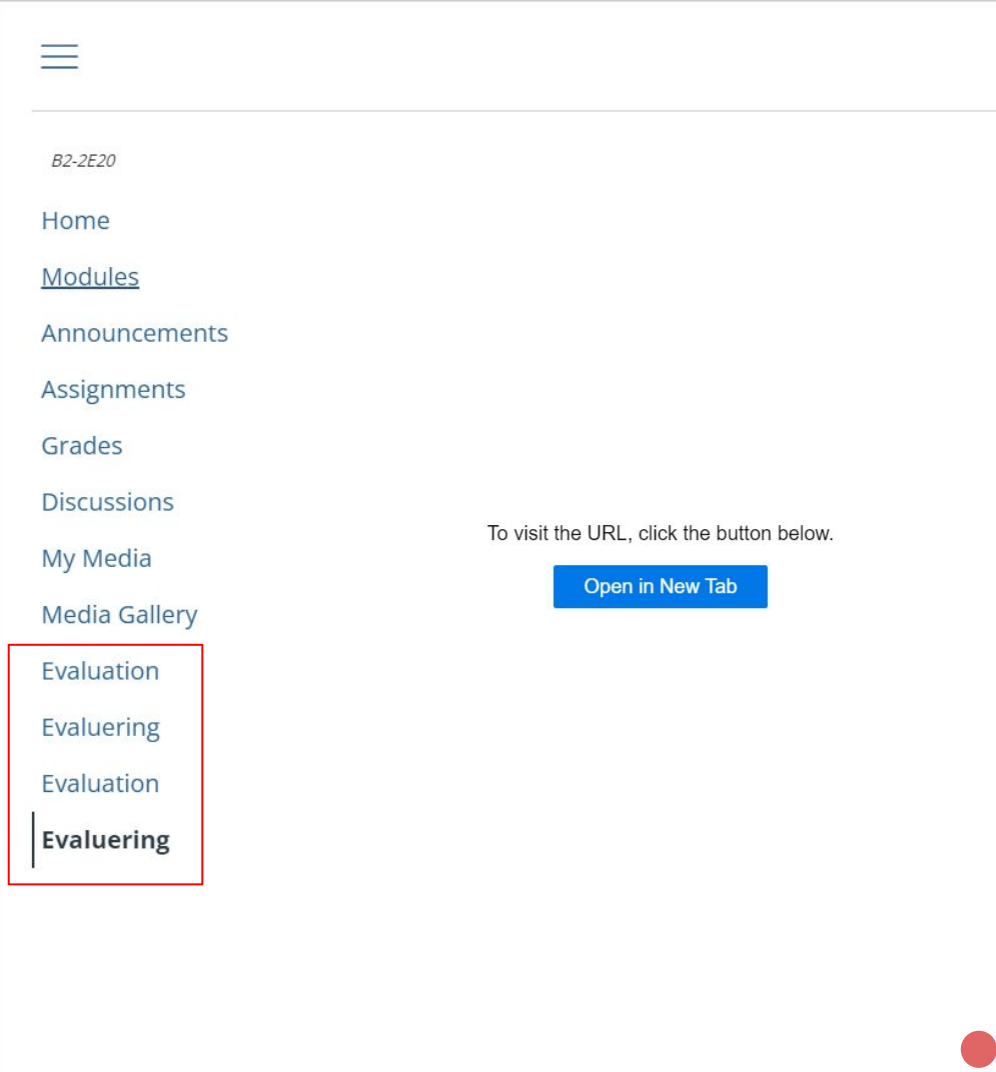 B2-2E20
Home
Modules
Announcements
Assignments
Grades
Discussions
My Media
Media Gallery
Evaluation
Evaluering
Evaluation
Evaluering
To visit the URL, click the button below.
Open in New Tab